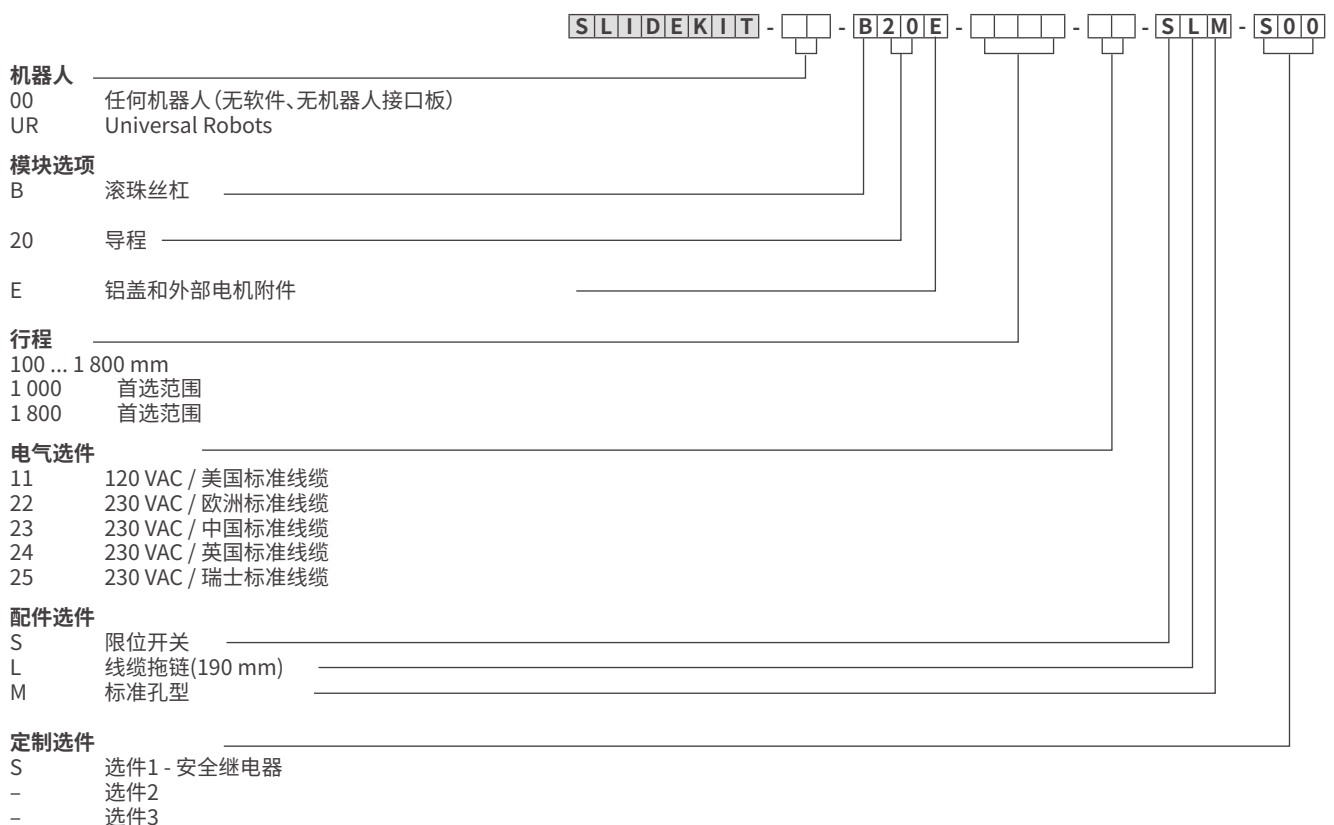 SLIDEKIT - □□ - B20E - □□□□ - □□ - SLM - S00
机器人
00 任何机器人（无软件、无机器人接口板）
UR Universal Robots
模块选项
B 滚珠丝杠
20 导程
E 铝盖和外部电机附件
行程
100 ... 1 800 mm
1 000 首选范围
1 800 首选范围
电气选件
11 120 VAC / 美国标准线缆
22 230 VAC / 欧洲标准线缆
23 230 VAC / 中国标准线缆
24 230 VAC / 英国标准线缆
25 230 VAC / 瑞士标准线缆
配件选件
S 限位开关
L 线缆拖链(190 mm)
M 标准孔型
定制选件
S 选件1 - 安全继电器
– 选件2
– 选件3